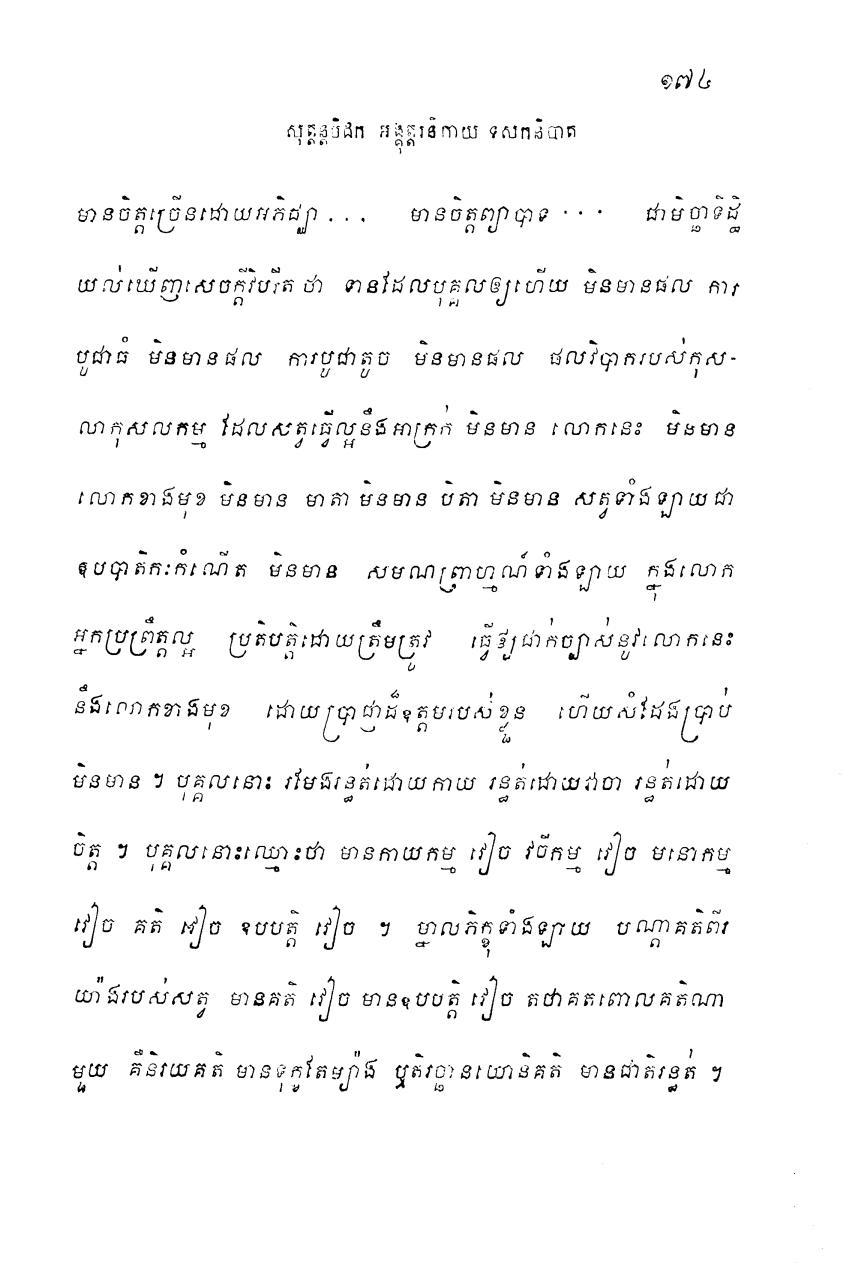 ១៧៤
សុត្តន្តបិដក អង្គុត្តរនិកាយ ទសកនិបាត
មានចិត្តច្រើនដោយអភិជ្ឈា . . . មានចិត្តព្យាបាទ . . . ជាមិច្ឆាទិដ្ឋិ
យល់ឃើញសេចក្តីវិបរីត ថា ទានដែលបុគ្គលឲ្យហើយ មិនមានផល ការ
បូជាធំ មិនមានផល ការបូជាតូច មិនមានផល ផលវិបាករបស់កុស-
លាកុសលកម្ម ដែលសត្វធ្វើល្អនឹងអាក្រក់ មិនមាន លោកនេះ មិនមាន
លោកខាងមុខ មិនមាន មាតា មិនមាន បិតា មិនមាន សត្វទាំងឡាយជា
ឧបបាតិកៈកំណើត មិនមាន សមណព្រាហ្មណ៍ទាំងឡាយ ក្នុងលោក
អ្នកប្រព្រឹត្តល្អ ប្រតិបត្តិដោយត្រឹមត្រូវ ធ្វើឱ្យជាក់ច្បាស់នូវលោកនេះ
នឹងលោកខាងមុខ ដោយប្រាជ្ញាដ៏ឧត្តមរបស់ខ្លួន ហើយសំដែងប្រាប់
មិនមាន ។ បុគ្គលនោះ រមែងរន្ធត់ដោយកាយ រន្ធត់ដោយវាចា រន្ធត់ដោយ
ចិត្ត ។ បុគ្គលនោះឈ្មោះថា មានកាយកម្ម វៀច វចីកម្ម វៀច មនោកម្ម
វៀច គតិ វៀច ឧបបត្តិ វៀច ។ ម្នាលភិក្ខុទាំងឡាយ បណ្តាគតិពីរ
យ៉ាងរបស់សត្វ មានគតិ វៀច មានឧបបត្តិ វៀច តថាគតពោលគតិណា
មួយ គឺនិរយគតិ មានទុក្ខតែម្យ៉ាង ឬតិរច្ឆានយោនិគតិ មានជាតិរន្ធត់ ។